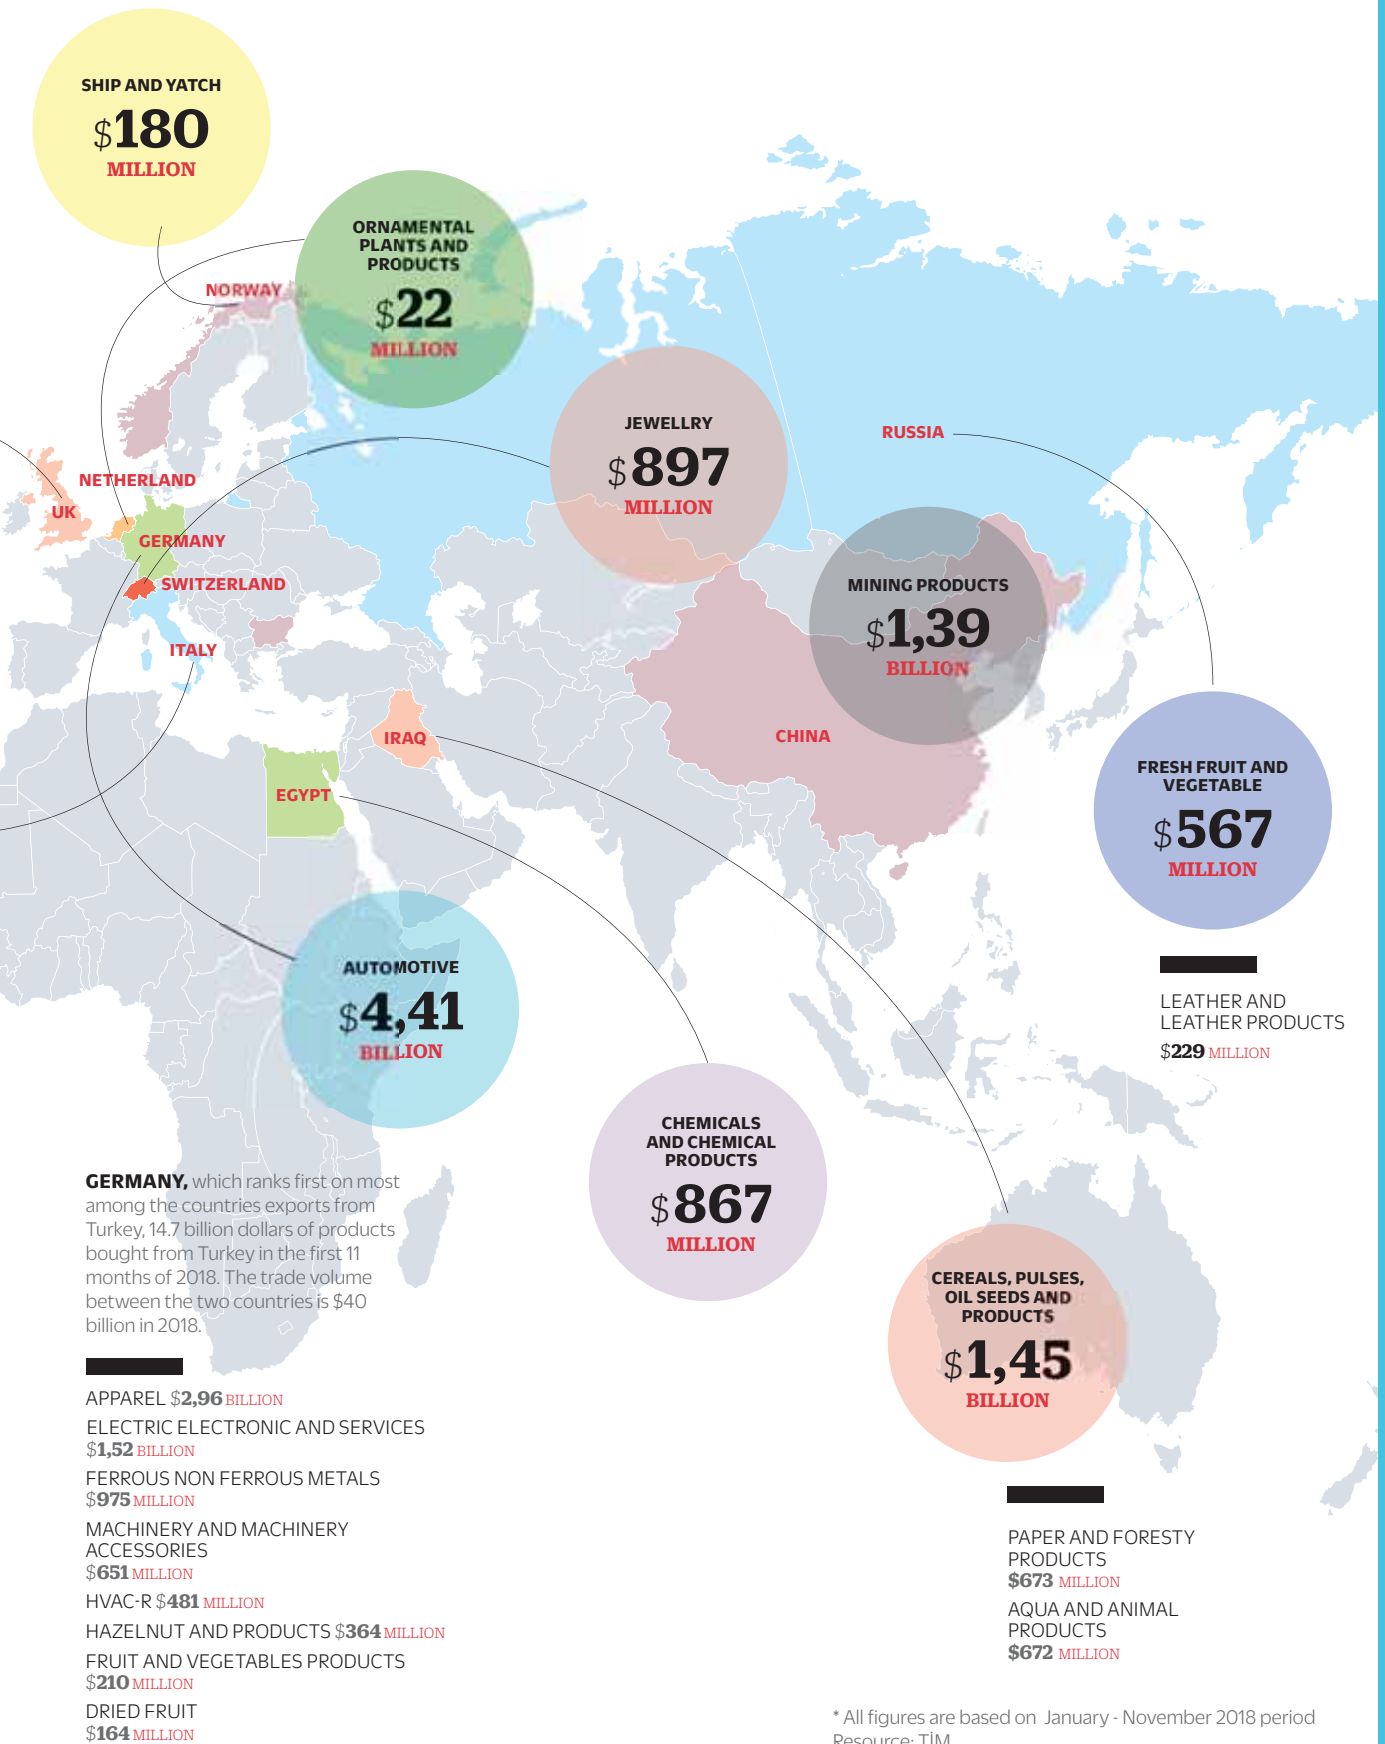 SHIP AND YATCH
$180
MILLION
ORNAMENTAL
PLANTS AND
PRODUCTS
$22
MILLION
NORWAY
JEWELLRY
$897
MILLION
RUSSIA
NETHERLAND
UK
GERMANY
SWITZERLAND
ITALY
MINING PRODUCTS
$1,39
BILLION
CHINA
IRAQ
EGYPT
FRESH FRUIT AND
VEGETABLE
$567
MILLION
AUTOMOTIVE
$4,41
BILLION
LEATHER AND
LEATHER PRODUCTS
$229 MILLION
CHEMICALS
AND CHEMICAL
PRODUCTS
$867
MILLION
CEREALS, PULSES,
OIL SEEDS AND
PRODUCTS
$1,45
BILLION
GERMANY, which ranks first on most
among the countries exports from
Turkey, 14.7 billion dollars of products
bought from Turkey in the first 11
months of 2018. The trade volume
between the two countries is $40
billion in 2018.
APPAREL $2,96 BILLION
ELECTRIC ELECTRONIC AND SERVICES
$1,52 BILLION
FERROUS NON FERROUS METALS
$975 MILLION
MACHINERY AND MACHINERY
ACCESSORIES
$651 MILLION
HVAC-R $481 MILLION
HAZELNUT AND PRODUCTS $364 MILLION
FRUIT AND VEGETABLES PRODUCTS
$210 MILLION
DRIED FRUIT
$164 MILLION
PAPER AND FORESTY
PRODUCTS
$673 MILLION
AQUA AND ANIMAL
PRODUCTS
$672 MILLION
* All figures are based on January - November 2018 period
Resource: TİM